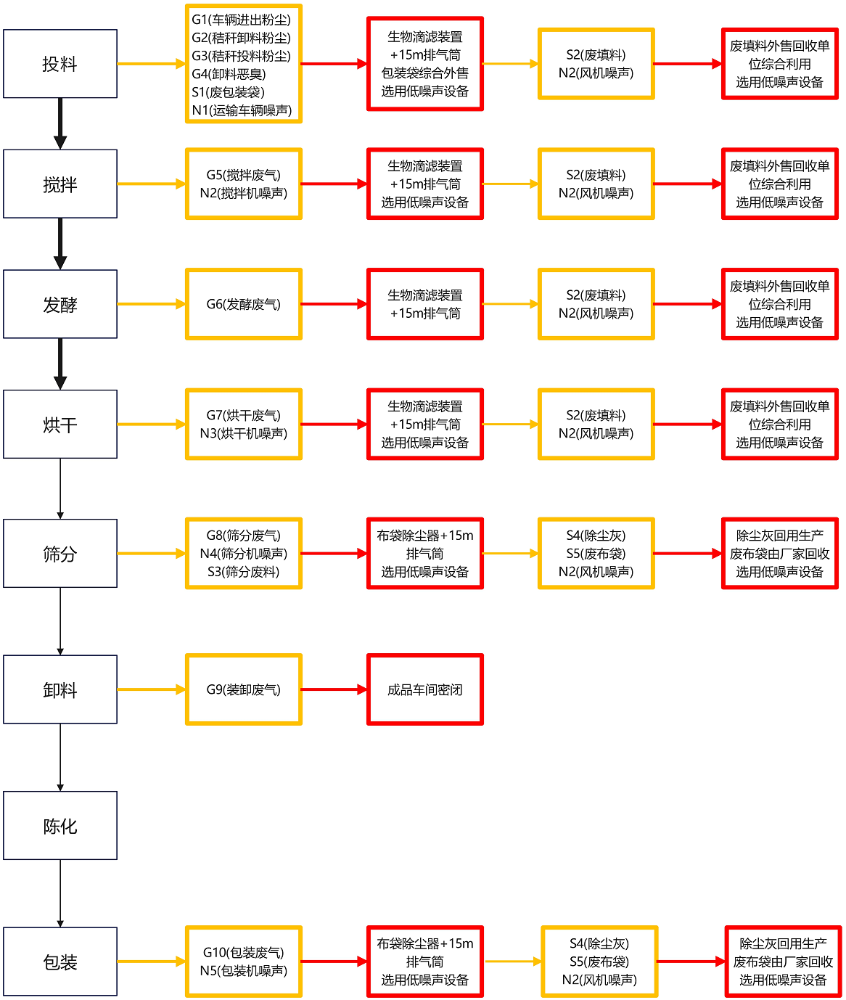 投料
G1(车辆进出粉尘)
G2(秸秆卸料粉尘)
G3(秸秆投料粉尘)
G4(卸料恶臭)
S1(废包装袋)
N1(运输车辆噪声)
生物滴滤装置
+15m排气筒
包装袋综合外售
选用低噪声设备
S2(废填料)
N2(风机噪声)
废填料外售回收单
位综合利用
选用低噪声设备
搅拌
G5(搅拌废气)
N2(搅拌机噪声)
生物滴滤装置
+15m排气筒
选用低噪声设备
S2(废填料)
N2(风机噪声)
废填料外售回收单
位综合利用
选用低噪声设备
发酵
G6(发酵废气)
生物滴滤装置
+15m排气筒
S2(废填料)
N2(风机噪声)
废填料外售回收单
位综合利用
选用低噪声设备
烘干
G7(烘干废气)
N3(烘干机噪声)
生物滴滤装置
+15m排气筒
选用低噪声设备
S2(废填料)
N2(风机噪声)
废填料外售回收单
位综合利用
选用低噪声设备
筛分
G8(筛分废气)
N4(筛分机噪声)
S3(筛分废料)
布袋除尘器+15m
排气筒
选用低噪声设备
S4(除尘灰)
S5(废布袋)
N2(风机噪声)
除尘灰回用生产
废布袋由厂家回收
选用低噪声设备
卸料
G9(装卸废气)
成品车间密闭
陈化
包装
G10(包装废气)
N5(包装机噪声)
布袋除尘器+15m
排气筒
选用低噪声设备
S4(除尘灰)
S5(废布袋)
N2(风机噪声)
除尘灰回用生产
废布袋由厂家回收
选用低噪声设备